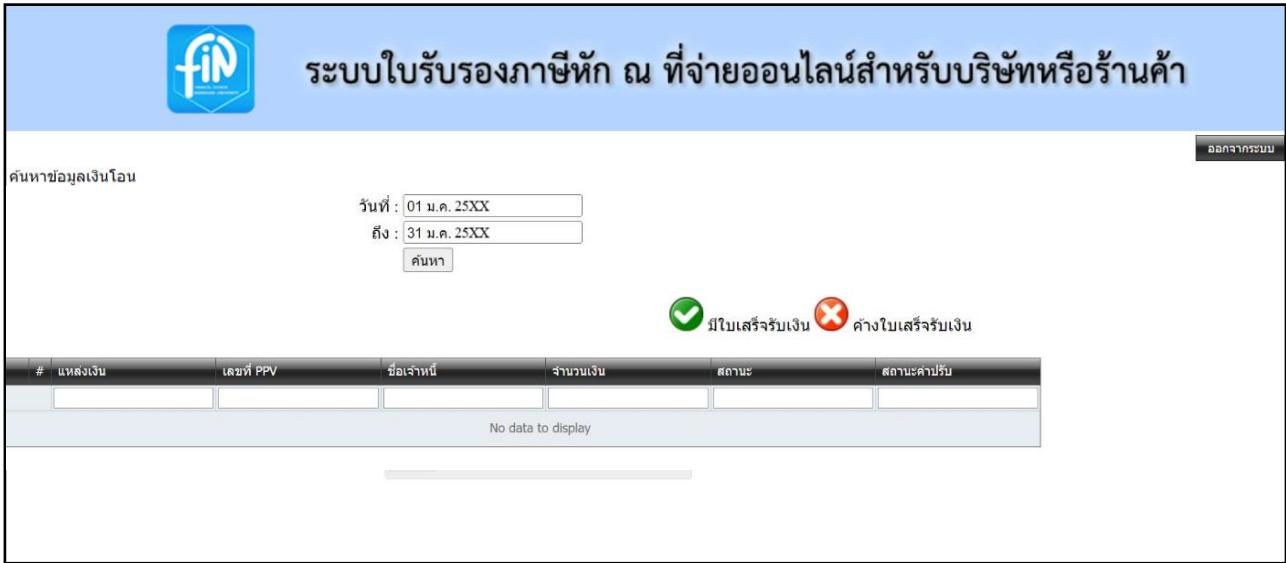 fin
ระบบใบรับรองภาษีหัก ณ ที่จ่ายออนไลน์สำหรับบริษัทหรือร้านค้า
ออกจากระบบ
ค้นหาข้อมูลเงินโอน
วันที่ : 01 ม.ค. 25XX
ถึง : 31 ม.ค. 25XX
ค้นหา
มีใบเสร็จรับเงิน ค้างใบเสร็จรับเงิน
# แหล่งเงิน เลขที่ PPV ชื่อเจ้าหนี้ จำนวนเงิน สถานะ สถานะค่าปรับ
No data to display